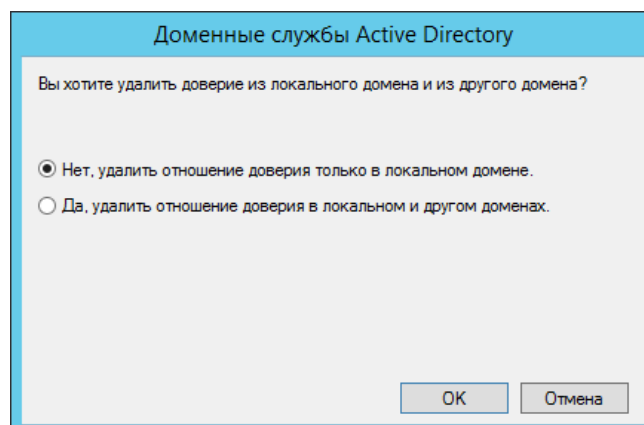 Доменные службы Active Directory
Вы хотите удалить доверие из локального домена и из другого домена?
Нет, удалить отношение доверия только в локальном домене.
Да, удалить отношение доверия в локальном и другом доменах.
OK
Отмена